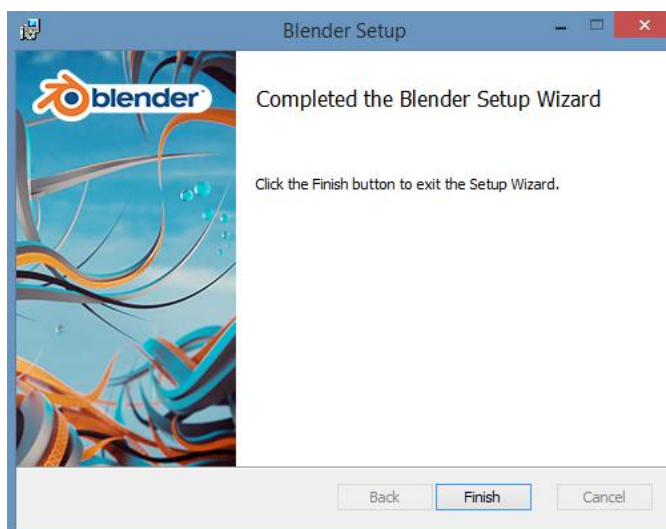 Blender Setup
blender
Completed the Blender Setup Wizard
Click the Finish button to exit the Setup Wizard.
Back
Finish
Cancel